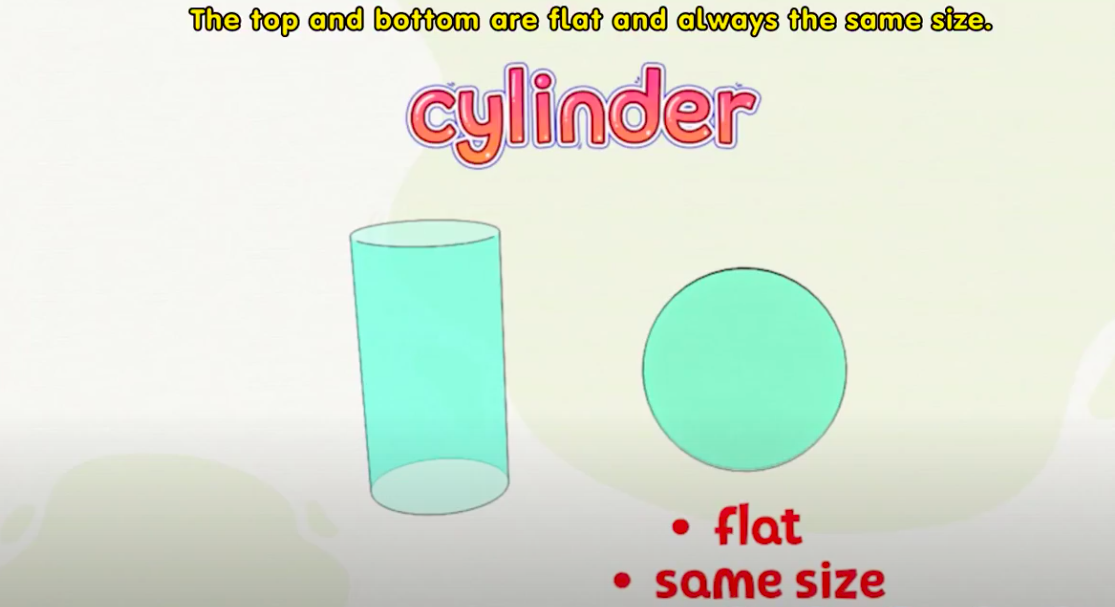 The top and bottom are flat and always the same size.
cylinder
• flat
• same size